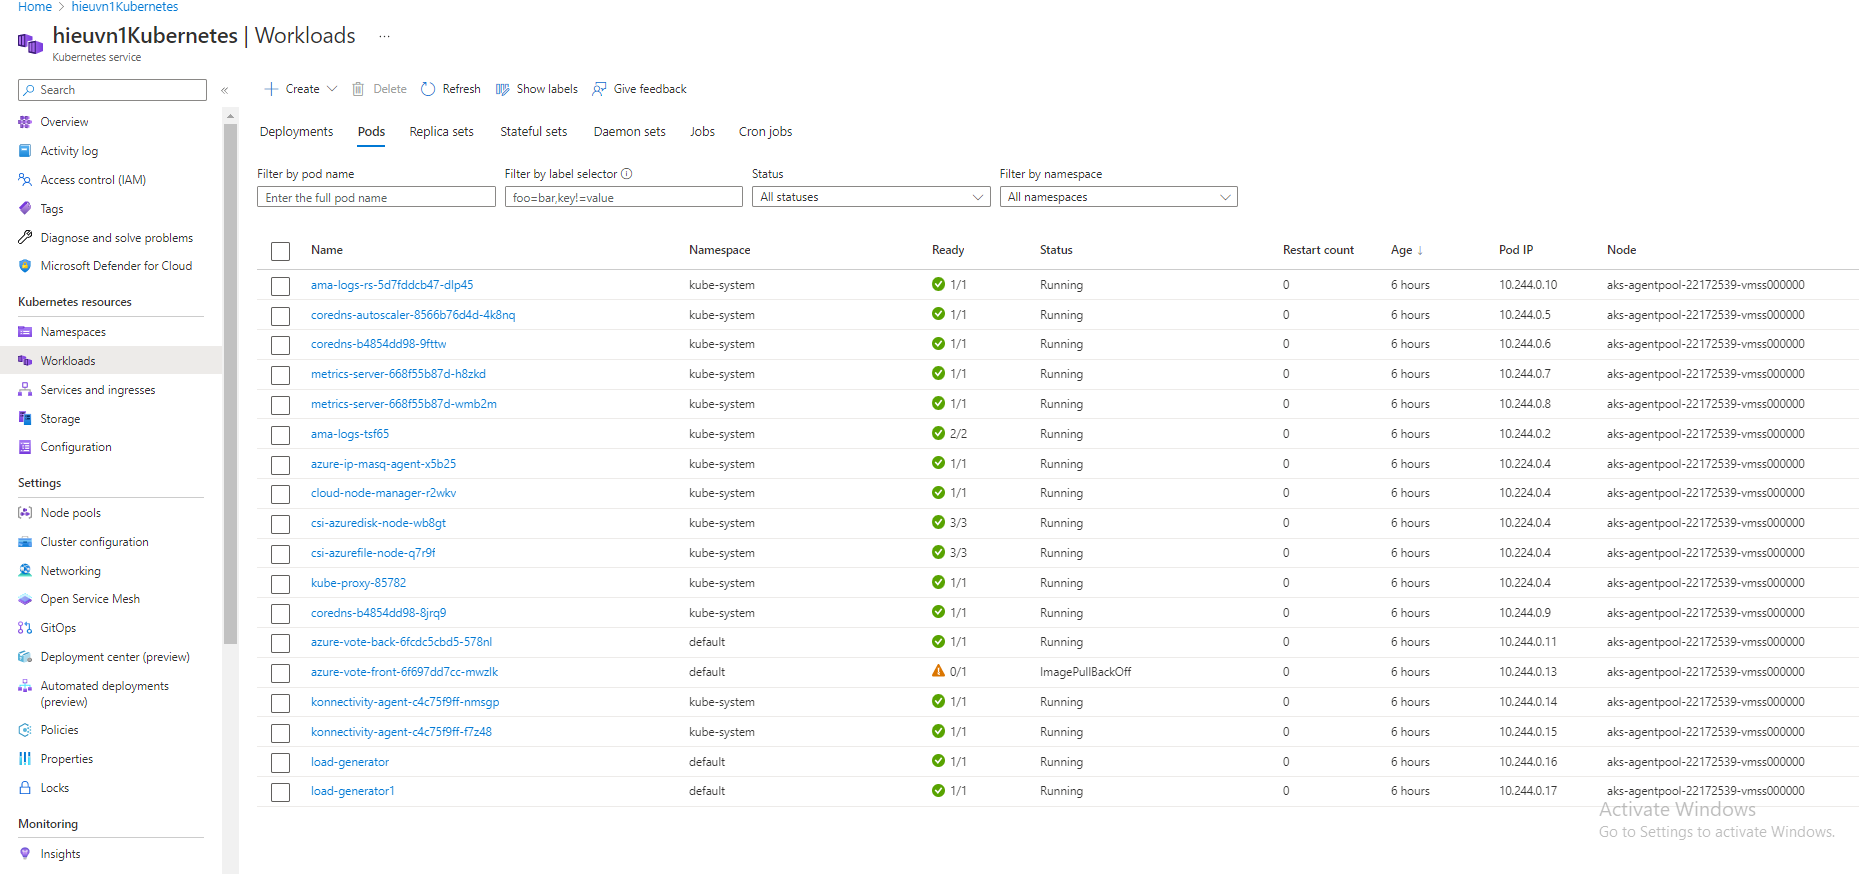 Home > hieuvn1Kubernetes
hieuvn1Kubernetes | Workloads ...
Kubernetes service
Search
«
Overview
Activity log
Access control (IAM)
Tags
Diagnose and solve problems
Microsoft Defender for Cloud
Kubernetes resources
Namespaces
Workloads
Services and ingresses
Storage
Configuration
Settings
Node pools
Cluster configuration
Networking
Open Service Mesh
GitOps
Deployment center (preview)
Automated deployments
(preview)
Policies
Properties
Locks
Monitoring
Insights
Create Delete Refresh Show labels Give feedback
Deployments Pods Replica sets Stateful sets Daemon sets Jobs Cron jobs
Filter by pod name Filter by label selector Status Filter by namespace
Enter the full pod name foo=bar,key!=value All statuses All namespaces
Name Namespace Ready Status Restart count Age ↓ Pod IP Node
ama-logs-rs-5d7fddcb47-dlp45 kube-system 1/1 Running 0 6 hours 10.244.0.10 aks-agentpool-22172539-vmss000000
coredns-autoscaler-8566b76d4d-4k8nq kube-system 1/1 Running 0 6 hours 10.244.0.5 aks-agentpool-22172539-vmss000000
coredns-b4854dd98-9fttw kube-system 1/1 Running 0 6 hours 10.244.0.6 aks-agentpool-22172539-vmss000000
metrics-server-668f55b87d-h8zkd kube-system 1/1 Running 0 6 hours 10.244.0.7 aks-agentpool-22172539-vmss000000
metrics-server-668f55b87d-wmb2m kube-system 1/1 Running 0 6 hours 10.244.0.8 aks-agentpool-22172539-vmss000000
ama-logs-tsf65 kube-system 2/2 Running 0 6 hours 10.244.0.2 aks-agentpool-22172539-vmss000000
azure-ip-masq-agent-x5b25 kube-system 1/1 Running 0 6 hours 10.224.0.4 aks-agentpool-22172539-vmss000000
cloud-node-manager-r2wkv kube-system 1/1 Running 0 6 hours 10.224.0.4 aks-agentpool-22172539-vmss000000
csi-azuredisk-node-wb8gt kube-system 3/3 Running 0 6 hours 10.224.0.4 aks-agentpool-22172539-vmss000000
csi-azurefile-node-q7r9f kube-system 3/3 Running 0 6 hours 10.224.0.4 aks-agentpool-22172539-vmss000000
kube-proxy-85782 kube-system 1/1 Running 0 6 hours 10.224.0.4 aks-agentpool-22172539-vmss000000
coredns-b4854dd98-8jrq9 kube-system 1/1 Running 0 6 hours 10.244.0.9 aks-agentpool-22172539-vmss000000
azure-vote-back-6fcdc5cbd5-578nl default 1/1 Running 0 6 hours 10.244.0.11 aks-agentpool-22172539-vmss000000
azure-vote-front-6f697dd7cc-mwzlk default 0/1 ImagePullBackOff 0 6 hours 10.244.0.13 aks-agentpool-22172539-vmss000000
konnectivity-agent-c4c75f9ff-nmsgp kube-system 1/1 Running 0 6 hours 10.244.0.14 aks-agentpool-22172539-vmss000000
konnectivity-agent-c4c75f9ff-f7z48 kube-system 1/1 Running 0 6 hours 10.244.0.15 aks-agentpool-22172539-vmss000000
load-generator default 1/1 Running 0 6 hours 10.244.0.16 aks-agentpool-22172539-vmss000000
load-generator1 default 1/1 Running 0 6 hours 10.244.0.17 aks-agentpool-22172539-vmss000000
Activate Windows
Go to Settings to activate Windows.